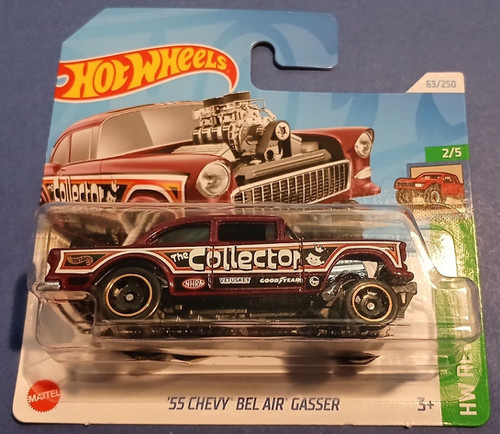 Hot Wheels
63/250
2/5
The Collector
The Collector
NHRA VETUSKEY GOODYEAR
MATTEL
'55 CHEVY BEL AIR GASSER
3+
HW